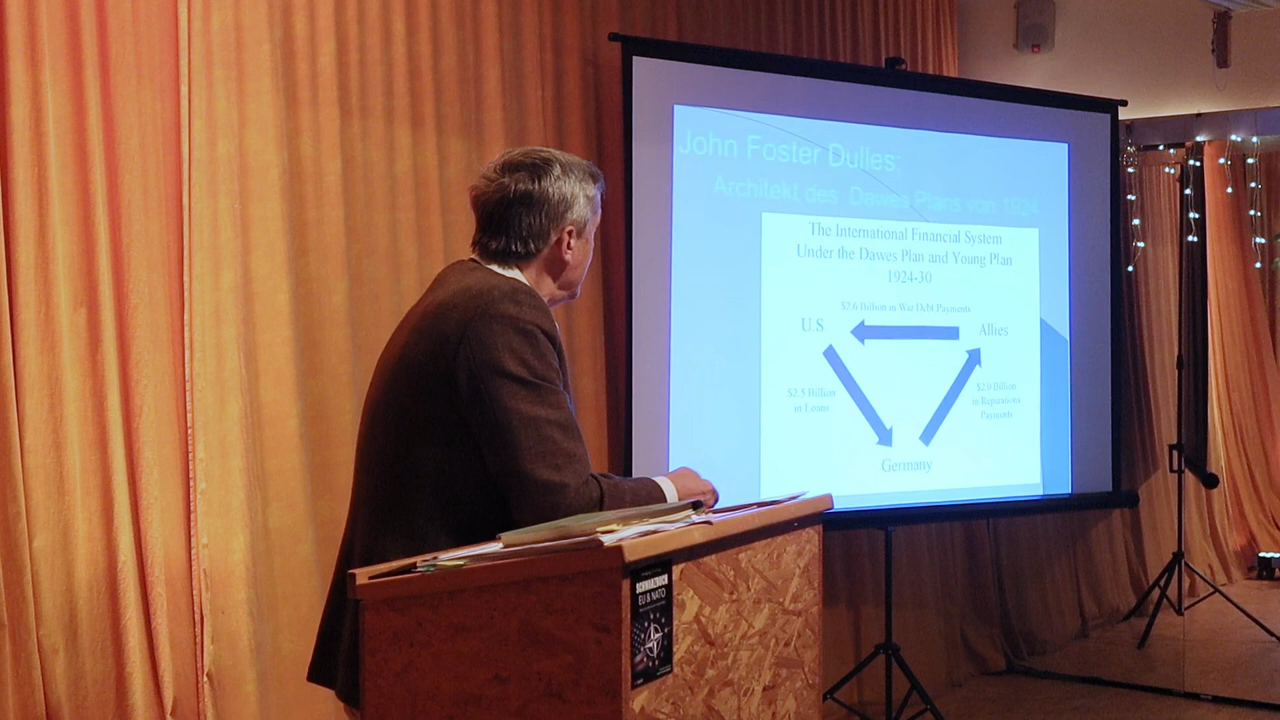 John Foster Dulles;
Architekt des Dawes Plans von 1924
The International Financial System
Under the Dawes Plan and Young Plan
1924-30
$2.6 Billion in War Debt Payments
U.S
Allies
$2.5 Billion
in Loans
$2.0 Billion
in Reparations
Payments
Germany
SCHWARZBUCH
EU & NATO